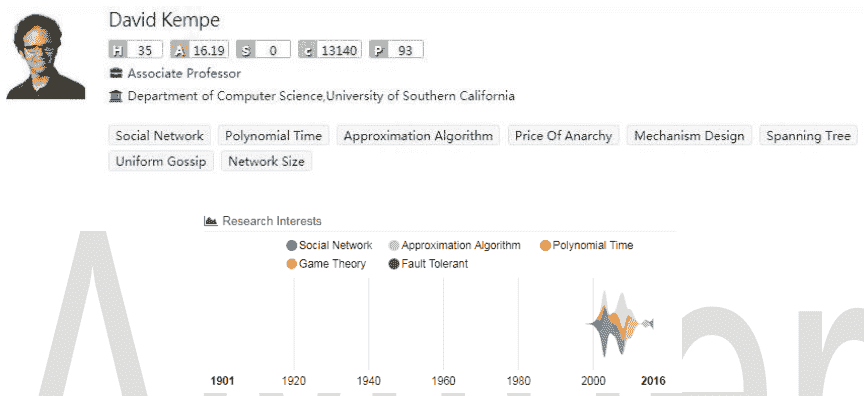 David Kempe
H 35 A 16.19 S 0 C 13140 P 93
Associate Professor
Department of Computer Science,University of Southern California
Social Network Polynomial Time Approximation Algorithm Price Of Anarchy Mechanism Design Spanning Tree
Uniform Gossip Network Size
Research Interests
Social Network Approximation Algorithm Polynomial Time
Game Theory Fault Tolerant
1901 1920 1940 1960 1980 2000 2016